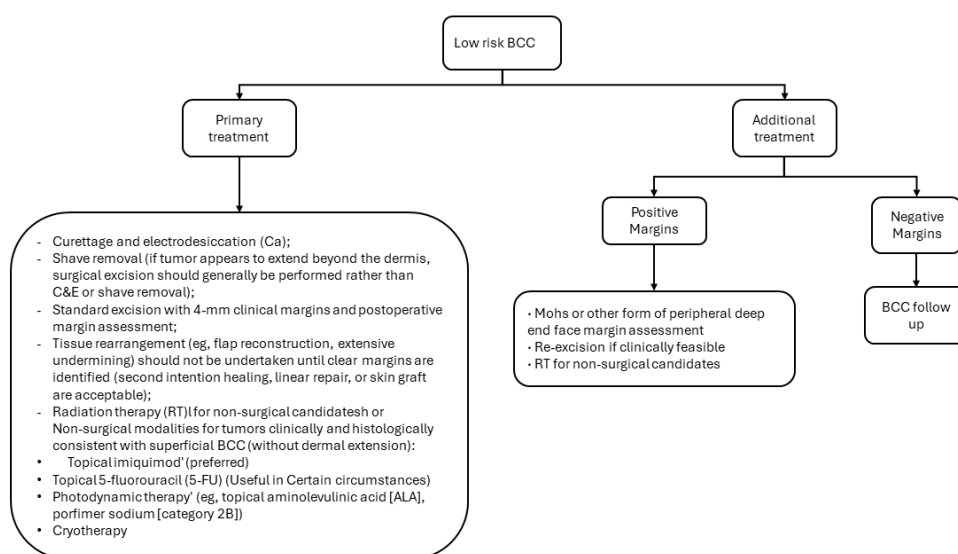 Low risk BCC
Primary
treatment
Additional
treatment
- Curettage and electrodesiccation (Ca);
- Shave removal (if tumor appears to extend beyond the dermis,
surgical excision should generally be performed rather than
C&E or shave removal);
- Standard excision with 4-mm clinical margins and postoperative
margin assessment;
- Tissue rearrangement (eg, flap reconstruction, extensive
undermining) should not be undertaken until clear margins are
identified (second intention healing, linear repair, or skin graft
are acceptable);
- Radiation therapy (RT)l for non-surgical candidatesh or
Non-surgical modalities for tumors clinically and histologically
consistent with superficial BCC (without dermal extension):
• Topical imiquimod' (preferred)
• Topical 5-fluorouracil (5-FU) (Useful in Certain circumstances)
• Photodynamic therapy' (eg, topical aminolevulinic acid [ALA],
porfimer sodium [category 2B])
• Cryotherapy
Positive
Margins
Negative
Margins
· Mohs or other form of peripheral deep
end face margin assessment
· Re-excision if clinically feasible
· RT for non-surgical candidates
BCC follow
up